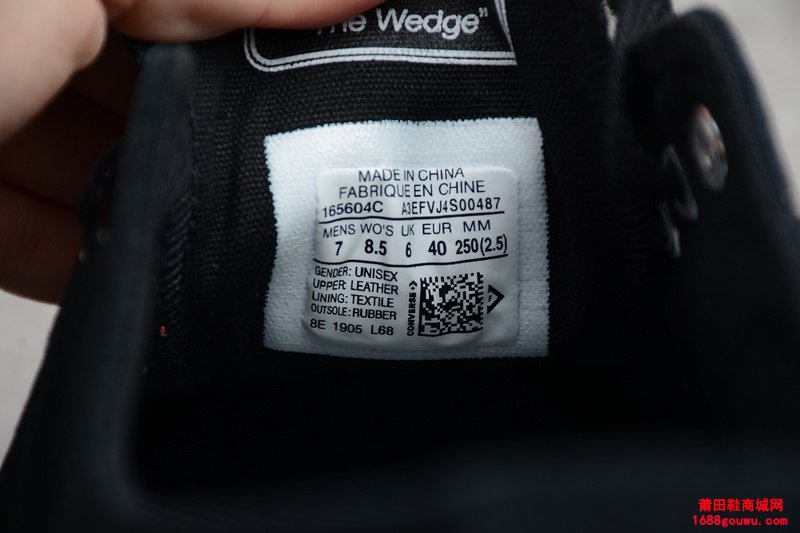 The Wedge"
MADE IN CHINA
FABRIQUE EN CHINE
165604C A3EFVJ4S00487
MENS WO'S UK EUR MM
7 8.5 6 40 250(2.5)
GENDER: UNISEX
UPPER: LEATHER
LINING: TEXTILE
OUTSOLE: RUBBER
8E 1905 L68
CONVERSE
莆田鞋商城网
1688gouwu.com